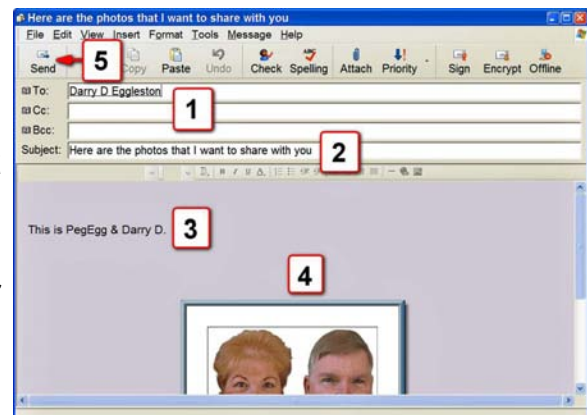 Here are the photos that I want to share with you
File Edit View Insert Format Tools Message Help
Send 5 Copy Paste Undo Check Spelling Attach Priority Sign Encrypt Offline
To: Darry D Eggleston 1
Cc:
Bcc:
Subject: Here are the photos that I want to share with you 2
This is PegEgg & Darry D. 3
4